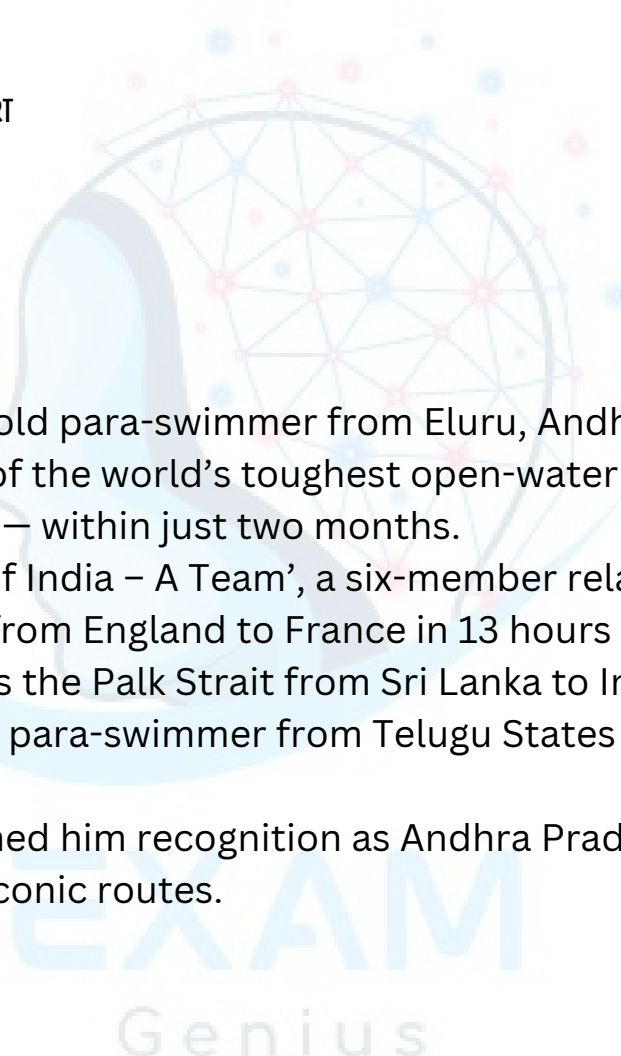 RT
old para-swimmer from Eluru, Andh
of the world’s toughest open-water
— within just two months.
f India – A Team’, a six-member rela
from England to France in 13 hours
s the Palk Strait from Sri Lanka to In
para-swimmer from Telugu States
ned him recognition as Andhra Prad
conic routes.
EXAM
Genius